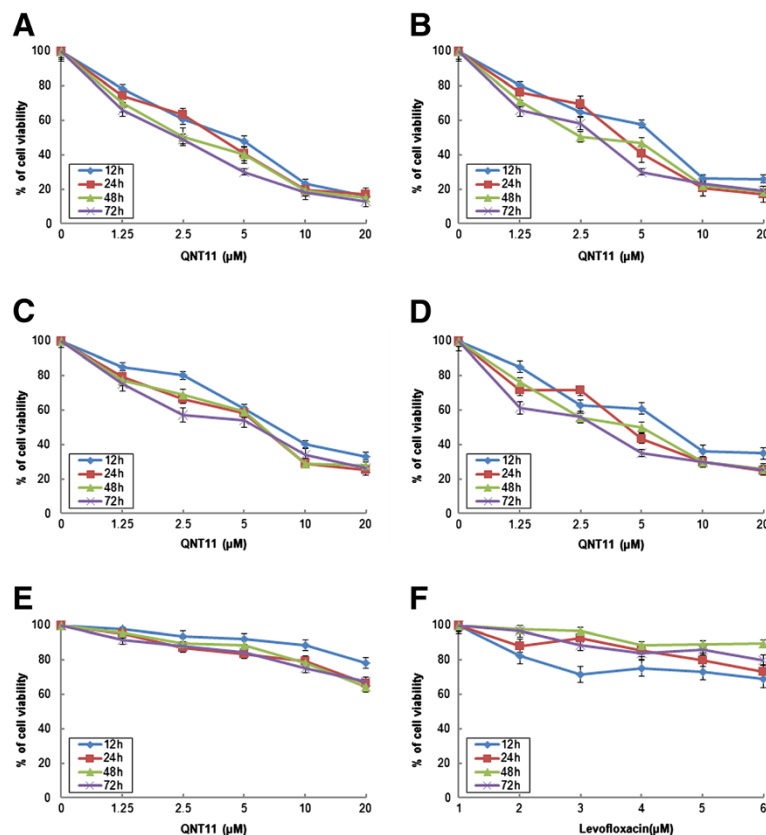 A
% of cell viability
100
80
60
40
20
0
12h
24h
48h
72h
0 1.25 2.5 5 10 20
QNT11 (µM)
B
% of cell viability
100
80
60
40
20
0
12h
24h
48h
72h
0 1.25 2.5 5 10 20
QNT11 (µM)
C
% of cell viability
100
80
60
40
20
0
12h
24h
48h
72h
0 1.25 2.5 5 10 20
QNT11 (µM)
D
% of cell viability
100
80
60
40
20
0
12h
24h
48h
72h
0 1.25 2.5 5 10 20
QNT11 (µM)
E
% of cell viability
100
80
60
40
20
0
12h
24h
48h
72h
0 1.25 2.5 5 10 20
QNT11 (µM)
F
% of cell viability
100
80
60
40
20
0
12h
24h
48h
72h
1 2 3 4 5 6
Levofloxacin(µM)